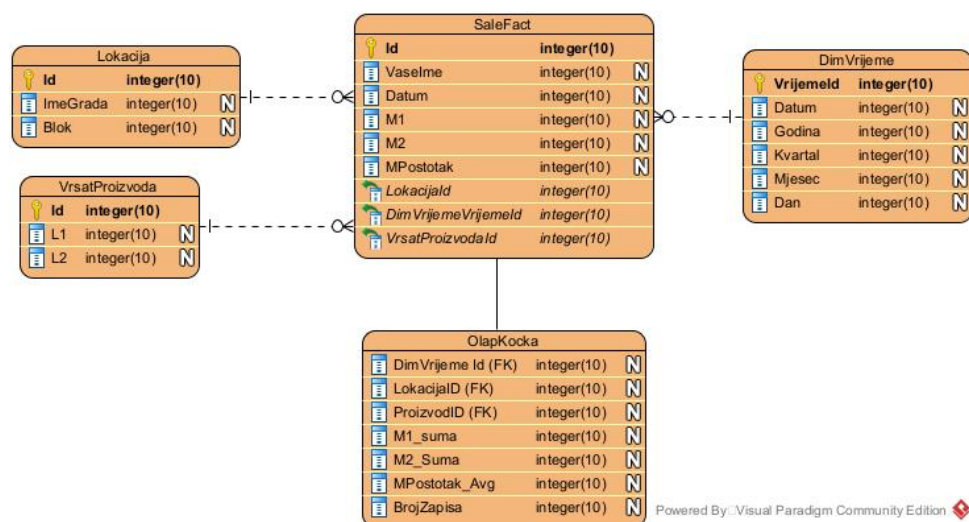 Lokacija
Id integer(10)
ImeGrada integer(10) N
Blok integer(10) N
VrsatProizvoda
Id integer(10)
L1 integer(10) N
L2 integer(10) N
SaleFact
Id integer(10)
VaseIme integer(10) N
Datum integer(10) N
M1 integer(10) N
M2 integer(10) N
MPostotak integer(10) N
LokacijaId integer(10)
DimVrijemeVrijemeId integer(10)
VrsatProizvodaId integer(10)
DimVrijeme
VrijemeId integer(10)
Datum integer(10) N
Godina integer(10) N
Kvartal integer(10) N
Mjesec integer(10) N
Dan integer(10) N
OlapKocka
DimVrijeme Id (FK) integer(10) N
LokacijaID (FK) integer(10) N
ProizvodID (FK) integer(10) N
M1_suma integer(10) N
M2_Suma integer(10) N
MPostotak_Avg integer(10) N
BrojZapisa integer(10) N
Powered By Visual Paradigm Community Edition